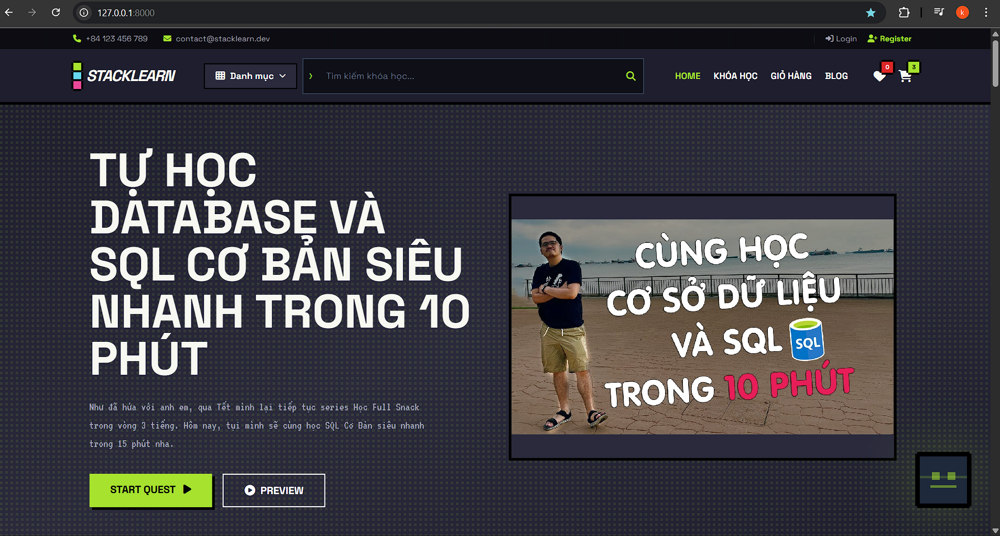 127.0.0.1:8000
k
+84 123 456 789
contact@stacklearn.dev
Login
Register
STACKLEARN
Danh mục
Tìm kiếm khóa học...
HOME
KHÓA HỌC
GIỎ HÀNG
BLOG
0
3
TỰ HỌC
DATABASE VÀ
SQL CƠ BẢN SIÊU
NHANH TRONG 10
PHÚT
Như đã hứa với anh em, qua Tết mình lại tiếp tục series Học Full Snack
trong vòng 3 tiếng. Hôm nay, tụi mình sẽ cùng học SQL Cơ Bản siêu nhanh
trong 15 phút nha.
START QUEST
PREVIEW
CÙNG HỌC
CƠ SỞ DỮ LIỆU
VÀ SQL
SQL
TRONG 10 PHÚT